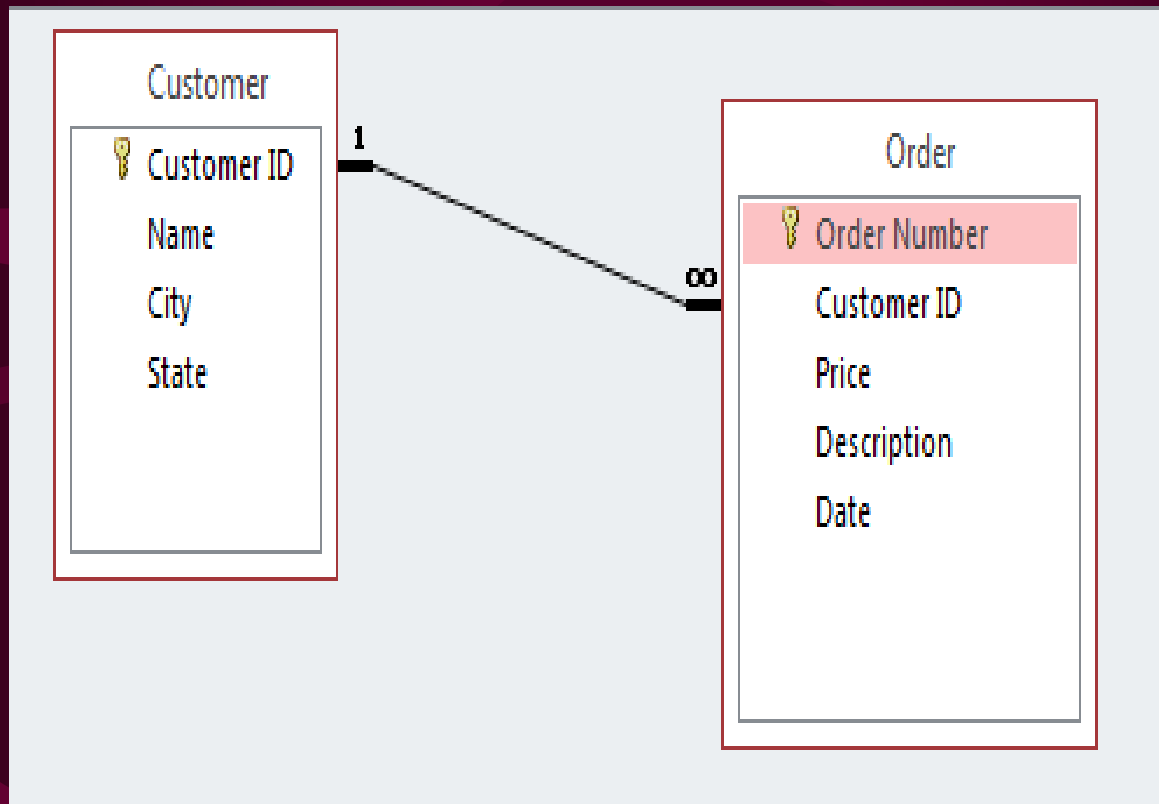 Customer
Customer ID
Name
City
State
1
∞
Order
Order Number
Customer ID
Price
Description
Date